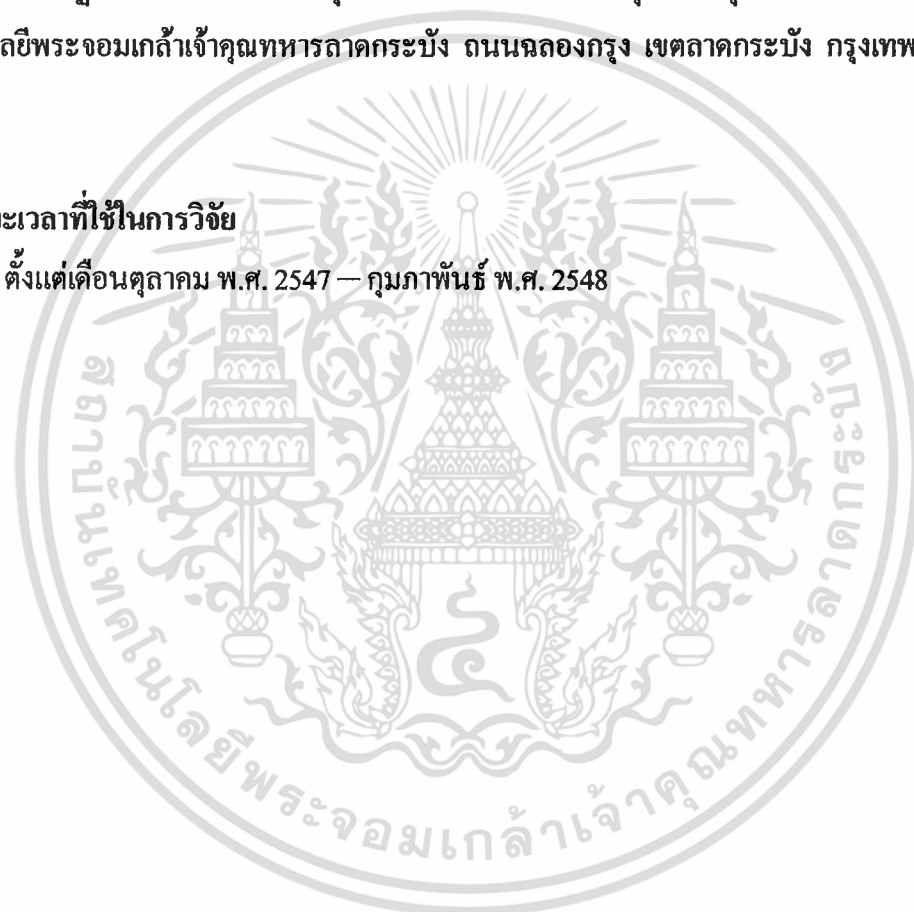 ลยีพระจอมเกล้าเจ้าคุณทหารลาดกระบัง ถนนฉลองกรุง เขตลาดกระบัง กรุงเทพ
ะเวลาที่ใช้ในการวิจัย
ตั้งแต่เดือนตุลาคม พ.ศ. 2547 – กุมภาพันธ์ พ.ศ. 2548
สถาบันเทคโนโลยีพระจอมเกล้าเจ้าคุณทหารลาดกระบัง
๔